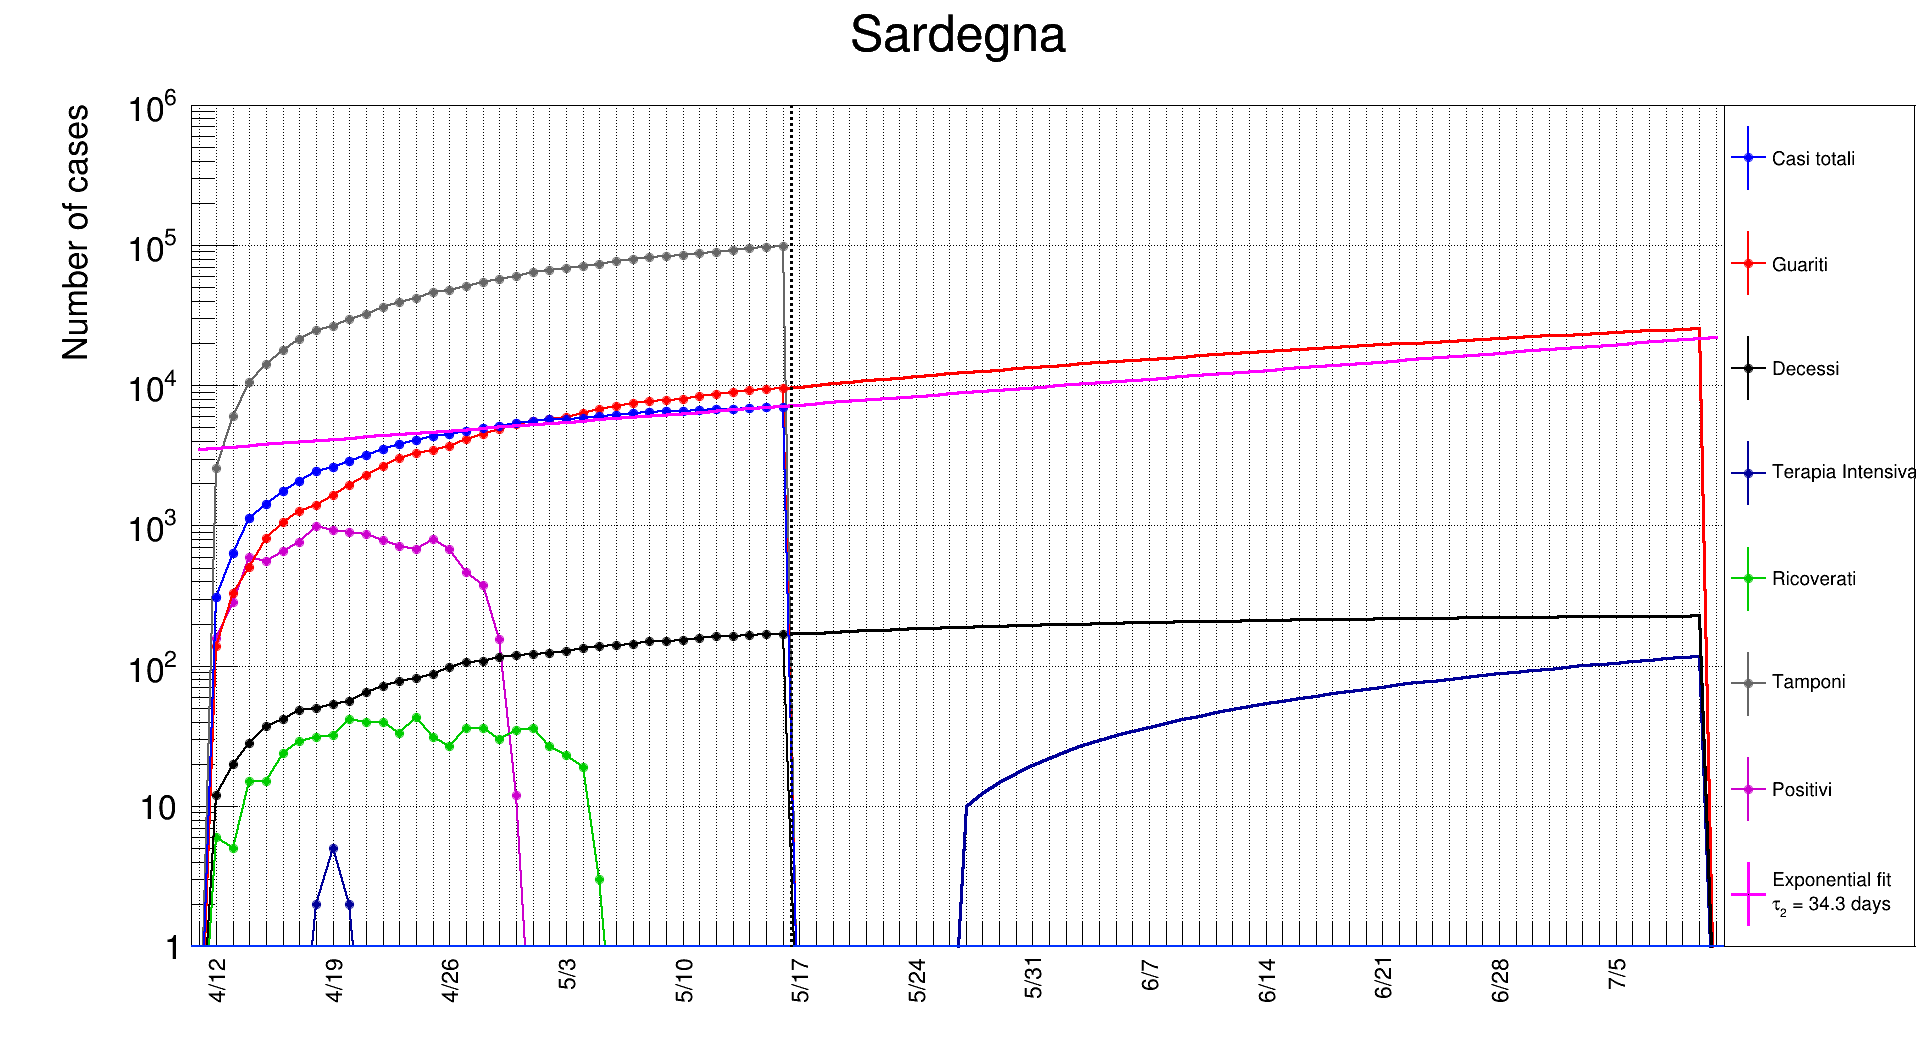 Sardegna
Number of cases
10^6
10^5
10^4
10^3
10^2
10
1
4/12
4/19
4/26
5/3
5/10
5/17
5/24
5/31
6/7
6/14
6/21
6/28
7/5
Casi totali
Guariti
Decessi
Terapia Intensiva
Ricoverati
Tamponi
Positivi
Exponential fit
τ_2 = 34.3 days